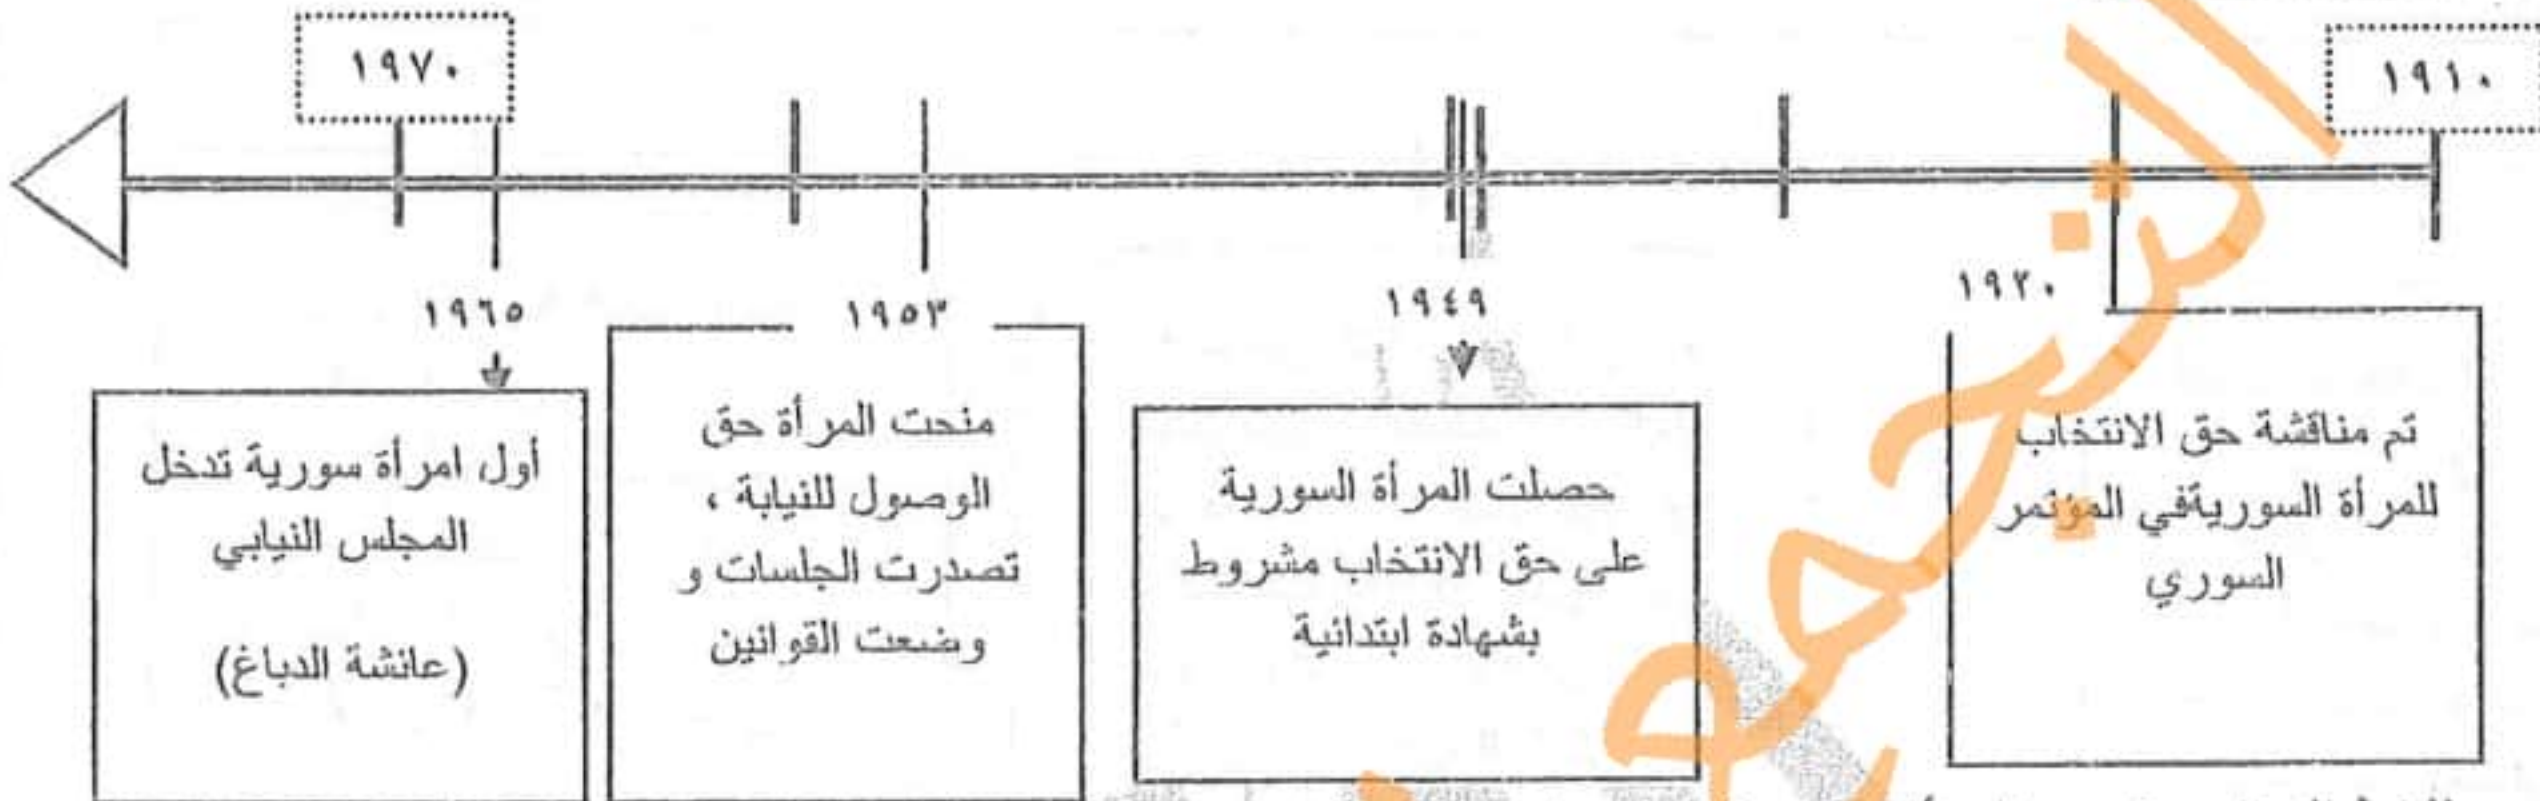 ١٩١٠
١٩٧٠
١٩٢٠
تم مناقشة حق الانتخاب
للمرأة السوريةفي المؤتمر
السوري
١٩٤٩
حصلت المرأة السورية
على حق الانتخاب مشروط
بشهادة ابتدائية
١٩٥٣
منحت المرأة حق
الوصول للنيابة ،
تصدرت الجلسات و
وضعت القوانين
١٩٦٥
أول امرأة سورية تدخل
المجلس النيابي
(عائشة الدباغ)